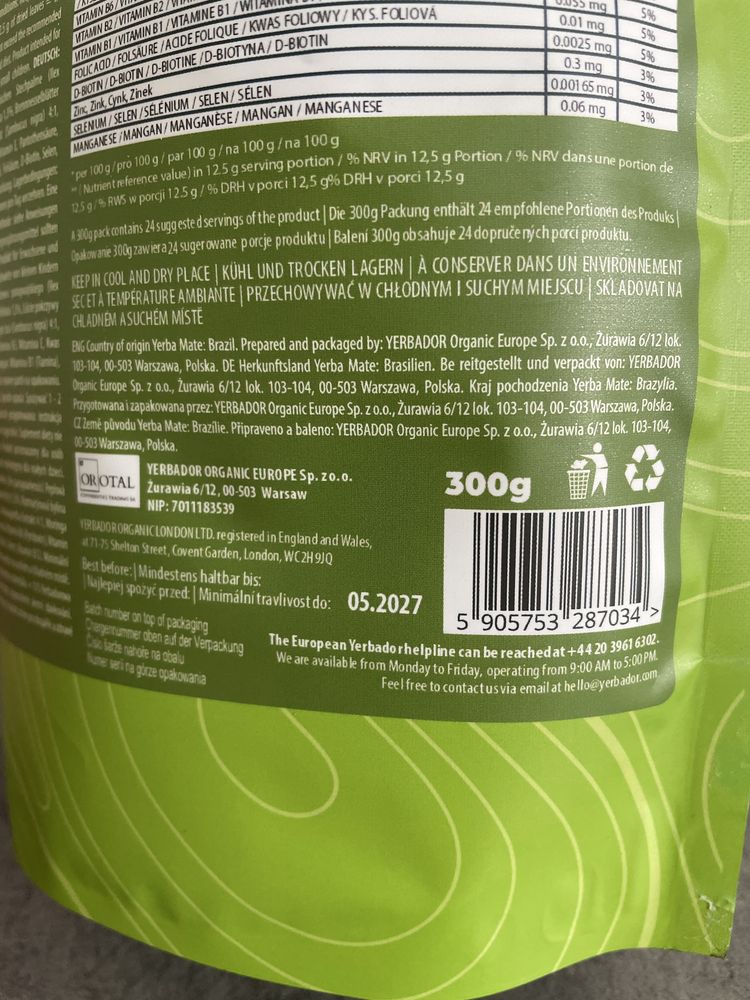 VITAMIN B2 / VITAMIN B2 /
VITAMIN B1 / VITAMIN B1 / VITAMINE B1 /
FOLIC ACID / FOLSÄURE / ACIDE FOLIQUE / KWAS FOLIOWY / KYS. FOLIOVÁ
D-BIOTIN / D-BIOTIN / D-BIOTINE / D-BIOTYNA / D-BIOTIN
Zinc, Zink, Cynk, Zinek
SELENIUM / SELEN / SÉLÉNIUM / SELEN / SÉLEN
MANGANESE / MANGAN / MANGANÈSE / MANGAN / MANGANESE
5%
0.01 mg 5%
0.0025 mg 5%
0.3 mg 3%
0.00165 mg 3%
0.06 mg 3%
* per 100 g / pro 100 g / par 100 g / na 100 g / na 100 g
** (Nutrient reference value) in 12.5 g serving portion / % NRV in 12,5 g Portion / % NRV dans une portion de
12,5 g / % RWS w porcji 12.5 g / % DRH v porci 12,5 g% DRH v porci 12,5 g
A 300g pack contains 24 suggested servings of the product | Die 300g Packung enthält 24 empfohlene Portionen des Produks |
Opakowanie 300g zawiera 24 sugerowane porcje produktu | Balení 300g obsahuje 24 dopručených porcí produktu.
KEEP IN COOL AND DRY PLACE | KÜHL UND TROCKEN LAGERN | À CONSERVER DANS UN ENVIRONNEMENT
SEC ET À TEMPÉRATURE AMBIANTE | PRZECHOWYWAĆ W CHŁODNYM I SUCHYM MIEJSCU | SKLADOVAT NA
CHLADNÉM A SUCHÉM MÍSTĚ
ENG Country of origin Yerba Mate: Brazil. Prepared and packaged by: YERBADOR Organic Europe Sp. z o.o., Żurawia 6/12 lok.
103-104, 00-503 Warszawa, Polska. DE Herkunftsland Yerba Mate: Brasilien. Be reitgestellt und verpackt von: YERBADOR
Organic Europe Sp. z o.o., Żurawia 6/12 lok. 103-104, 00-503 Warszawa, Polska. Kraj pochodzenia Yerba Mate: Brazylia.
Przygotowana i zapakowana przez: YERBADOR Organic Europe Sp. z o.o., Żurawia 6/12 lok. 103-104, 00-503 Warszawa, Polska.
CZ Země původu Yerba Mate: Brazílie. Připraveno a baleno: YERBADOR Organic Europe Sp. z o.o., Żurawia 6/12 lok. 103-104,
00-503 Warszawa, Polska.
OROTAL
YERBADOR ORGANIC EUROPE Sp. z o. o.
Żurawia 6/12, 00-503 Warsaw
NIP: 7011183539
300g
YERBADOR ORGANIC LONDON LTD. registered in England and Wales,
at 71-75 Shelton Street, Covent Garden, London, WC2H 9JQ
Best before: | Mindestens haltbar bis:
| Najlepiej spożyć przed: | Minimální travlivost do: 05.2027
5 905753 287034 >
Batch number on top of packaging
Chargennummer oben auf der Verpackung
Číslo šarže nahoře na obalu
Numer serii na górze opakowania
The European Yerbador helpline can be reached at +44 20 3961 6302.
We are available from Monday to Friday, operating from 9:00 AM to 5:00 PM.
Feel free to contact us via email at hello@yerbador.com